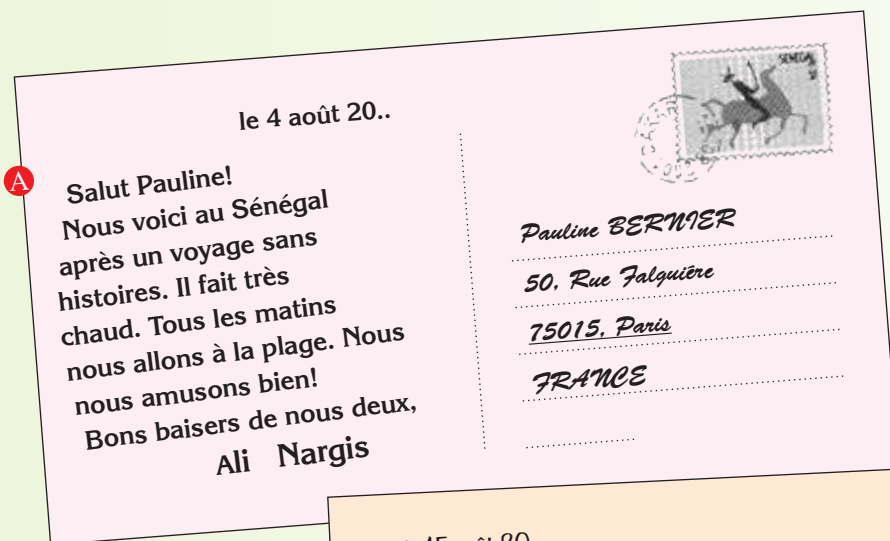 le 4 août 20..
A
Salut Pauline!
Nous voici au Sénégal
après un voyage sans
histoires. Il fait très
chaud. Tous les matins
nous allons à la plage. Nous
nous amusons bien!
Bons baisers de nous deux,
Ali Nargis
SENEGAL
Pauline BERNIER
50, Rue Falguiére
75015, Paris
FRANCE